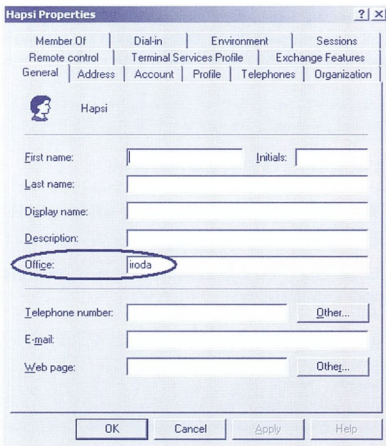 Hapsi Properties ? ×
Member Of Dial-in Environment Sessions
Remote control Terminal Services Profile Exchange Features
General Address Account Profile Telephones Organization
Hapsi
First name: Initials:
Last name:
Display name:
Description:
Office: iroda
Telephone number: Other...
E-mail:
Web page: Other...
OK Cancel Apply Help